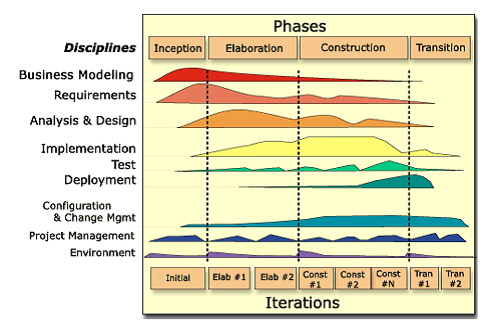 Phases
Disciplines
Inception
Elaboration
Construction
Transition
Business Modeling
Requirements
Analysis & Design
Implementation
Test
Deployment
Configuration
& Change Mgmt
Project Management
Environment
Initial
Elab #1
Elab #2
Const
#1
Const
#2
Const
#N
Tran
#1
Tran
#2
Iterations